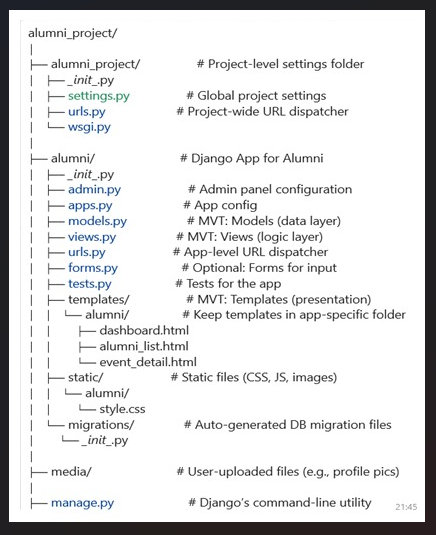 alumni_project/
│
├── alumni_project/ # Project-level settings folder
│ ├── _init_.py
│ ├── settings.py # Global project settings
│ ├── urls.py # Project-wide URL dispatcher
│ └── wsgi.py
│
├── alumni/ # Django App for Alumni
│ ├── _init_.py
│ ├── admin.py # Admin panel configuration
│ ├── apps.py # App config
│ ├── models.py # MVT: Models (data layer)
│ ├── views.py # MVT: Views (logic layer)
│ ├── urls.py # App-level URL dispatcher
│ ├── forms.py # Optional: Forms for input
│ ├── tests.py # Tests for the app
│ ├── templates/ # MVT: Templates (presentation)
│ │ └── alumni/ # Keep templates in app-specific folder
│ │ ├── dashboard.html
│ │ ├── alumni_list.html
│ │ └── event_detail.html
│ ├── static/ # Static files (CSS, JS, images)
│ │ └── alumni/
│ │ └── style.css
│ └── migrations/ # Auto-generated DB migration files
│ └── _init_.py
│
├── media/ # User-uploaded files (e.g., profile pics)
│
├── manage.py # Django's command-line utility 21:45